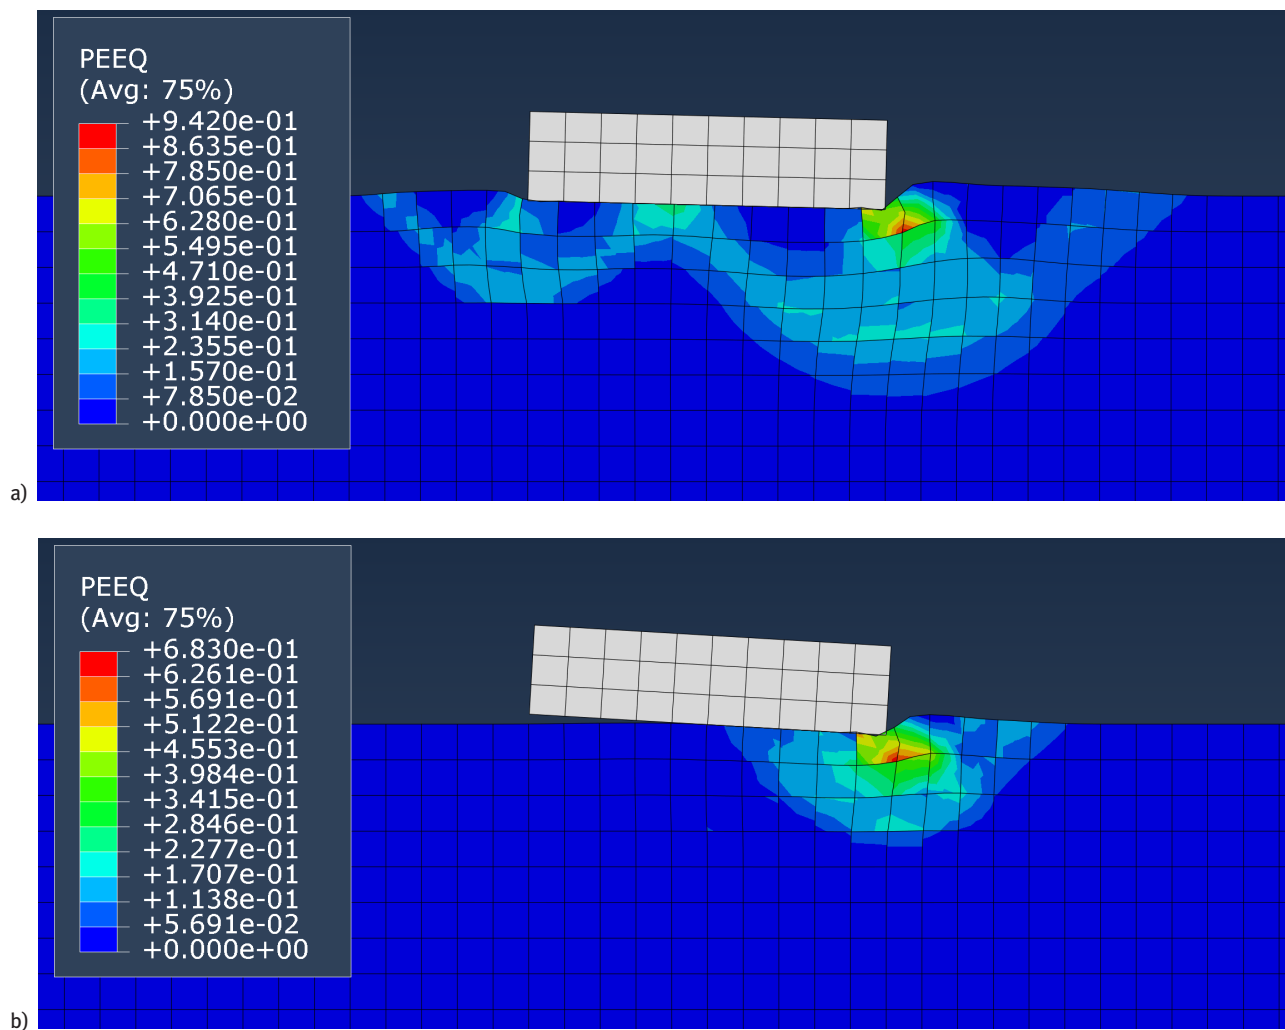 PEEQ
(Avg: 75%)
+9.420e-01
+8.635e-01
+7.850e-01
+7.065e-01
+6.280e-01
+5.495e-01
+4.710e-01
+3.925e-01
+3.140e-01
+2.355e-01
+1.570e-01
+7.850e-02
+0.000e+00
a)
PEEQ
(Avg: 75%)
+6.830e-01
+6.261e-01
+5.691e-01
+5.122e-01
+4.553e-01
+3.984e-01
+3.415e-01
+2.846e-01
+2.277e-01
+1.707e-01
+1.138e-01
+5.691e-02
+0.000e+00
b)